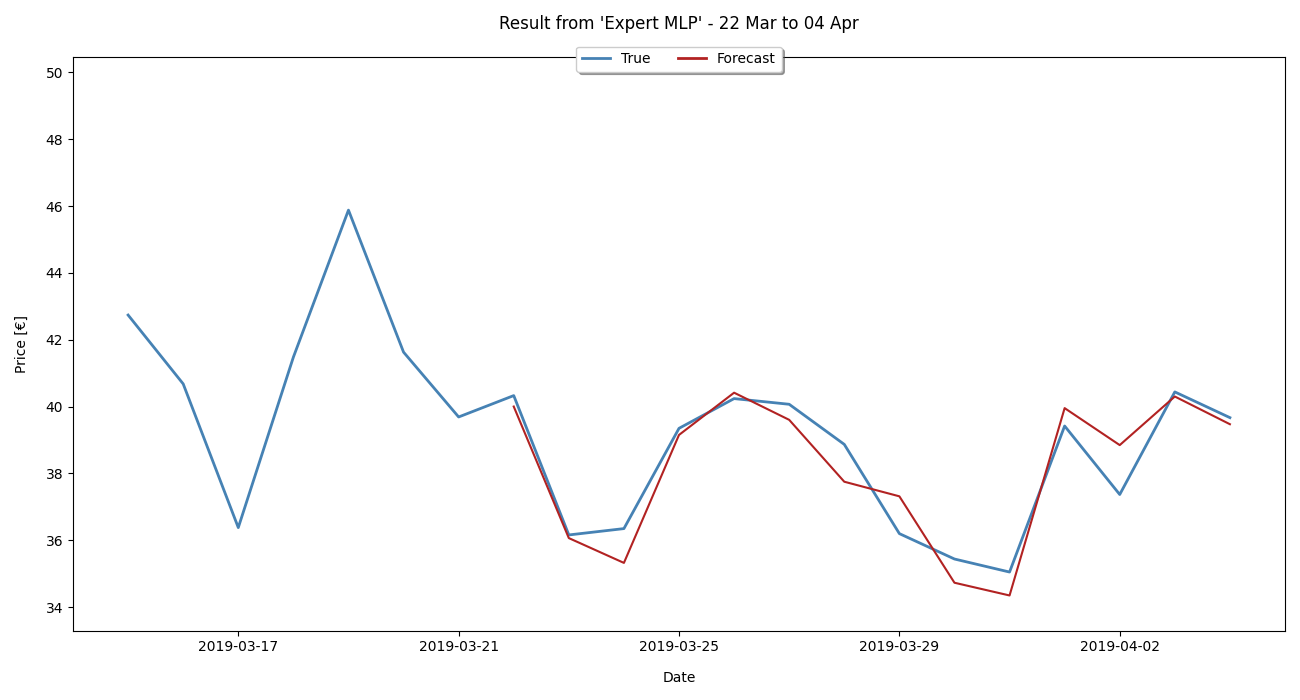 Result from 'Expert MLP' - 22 Mar to 04 Apr
True Forecast
50
48
46
44
42
40
38
36
34
Price [€]
2019-03-17 2019-03-21 2019-03-25 2019-03-29 2019-04-02
Date